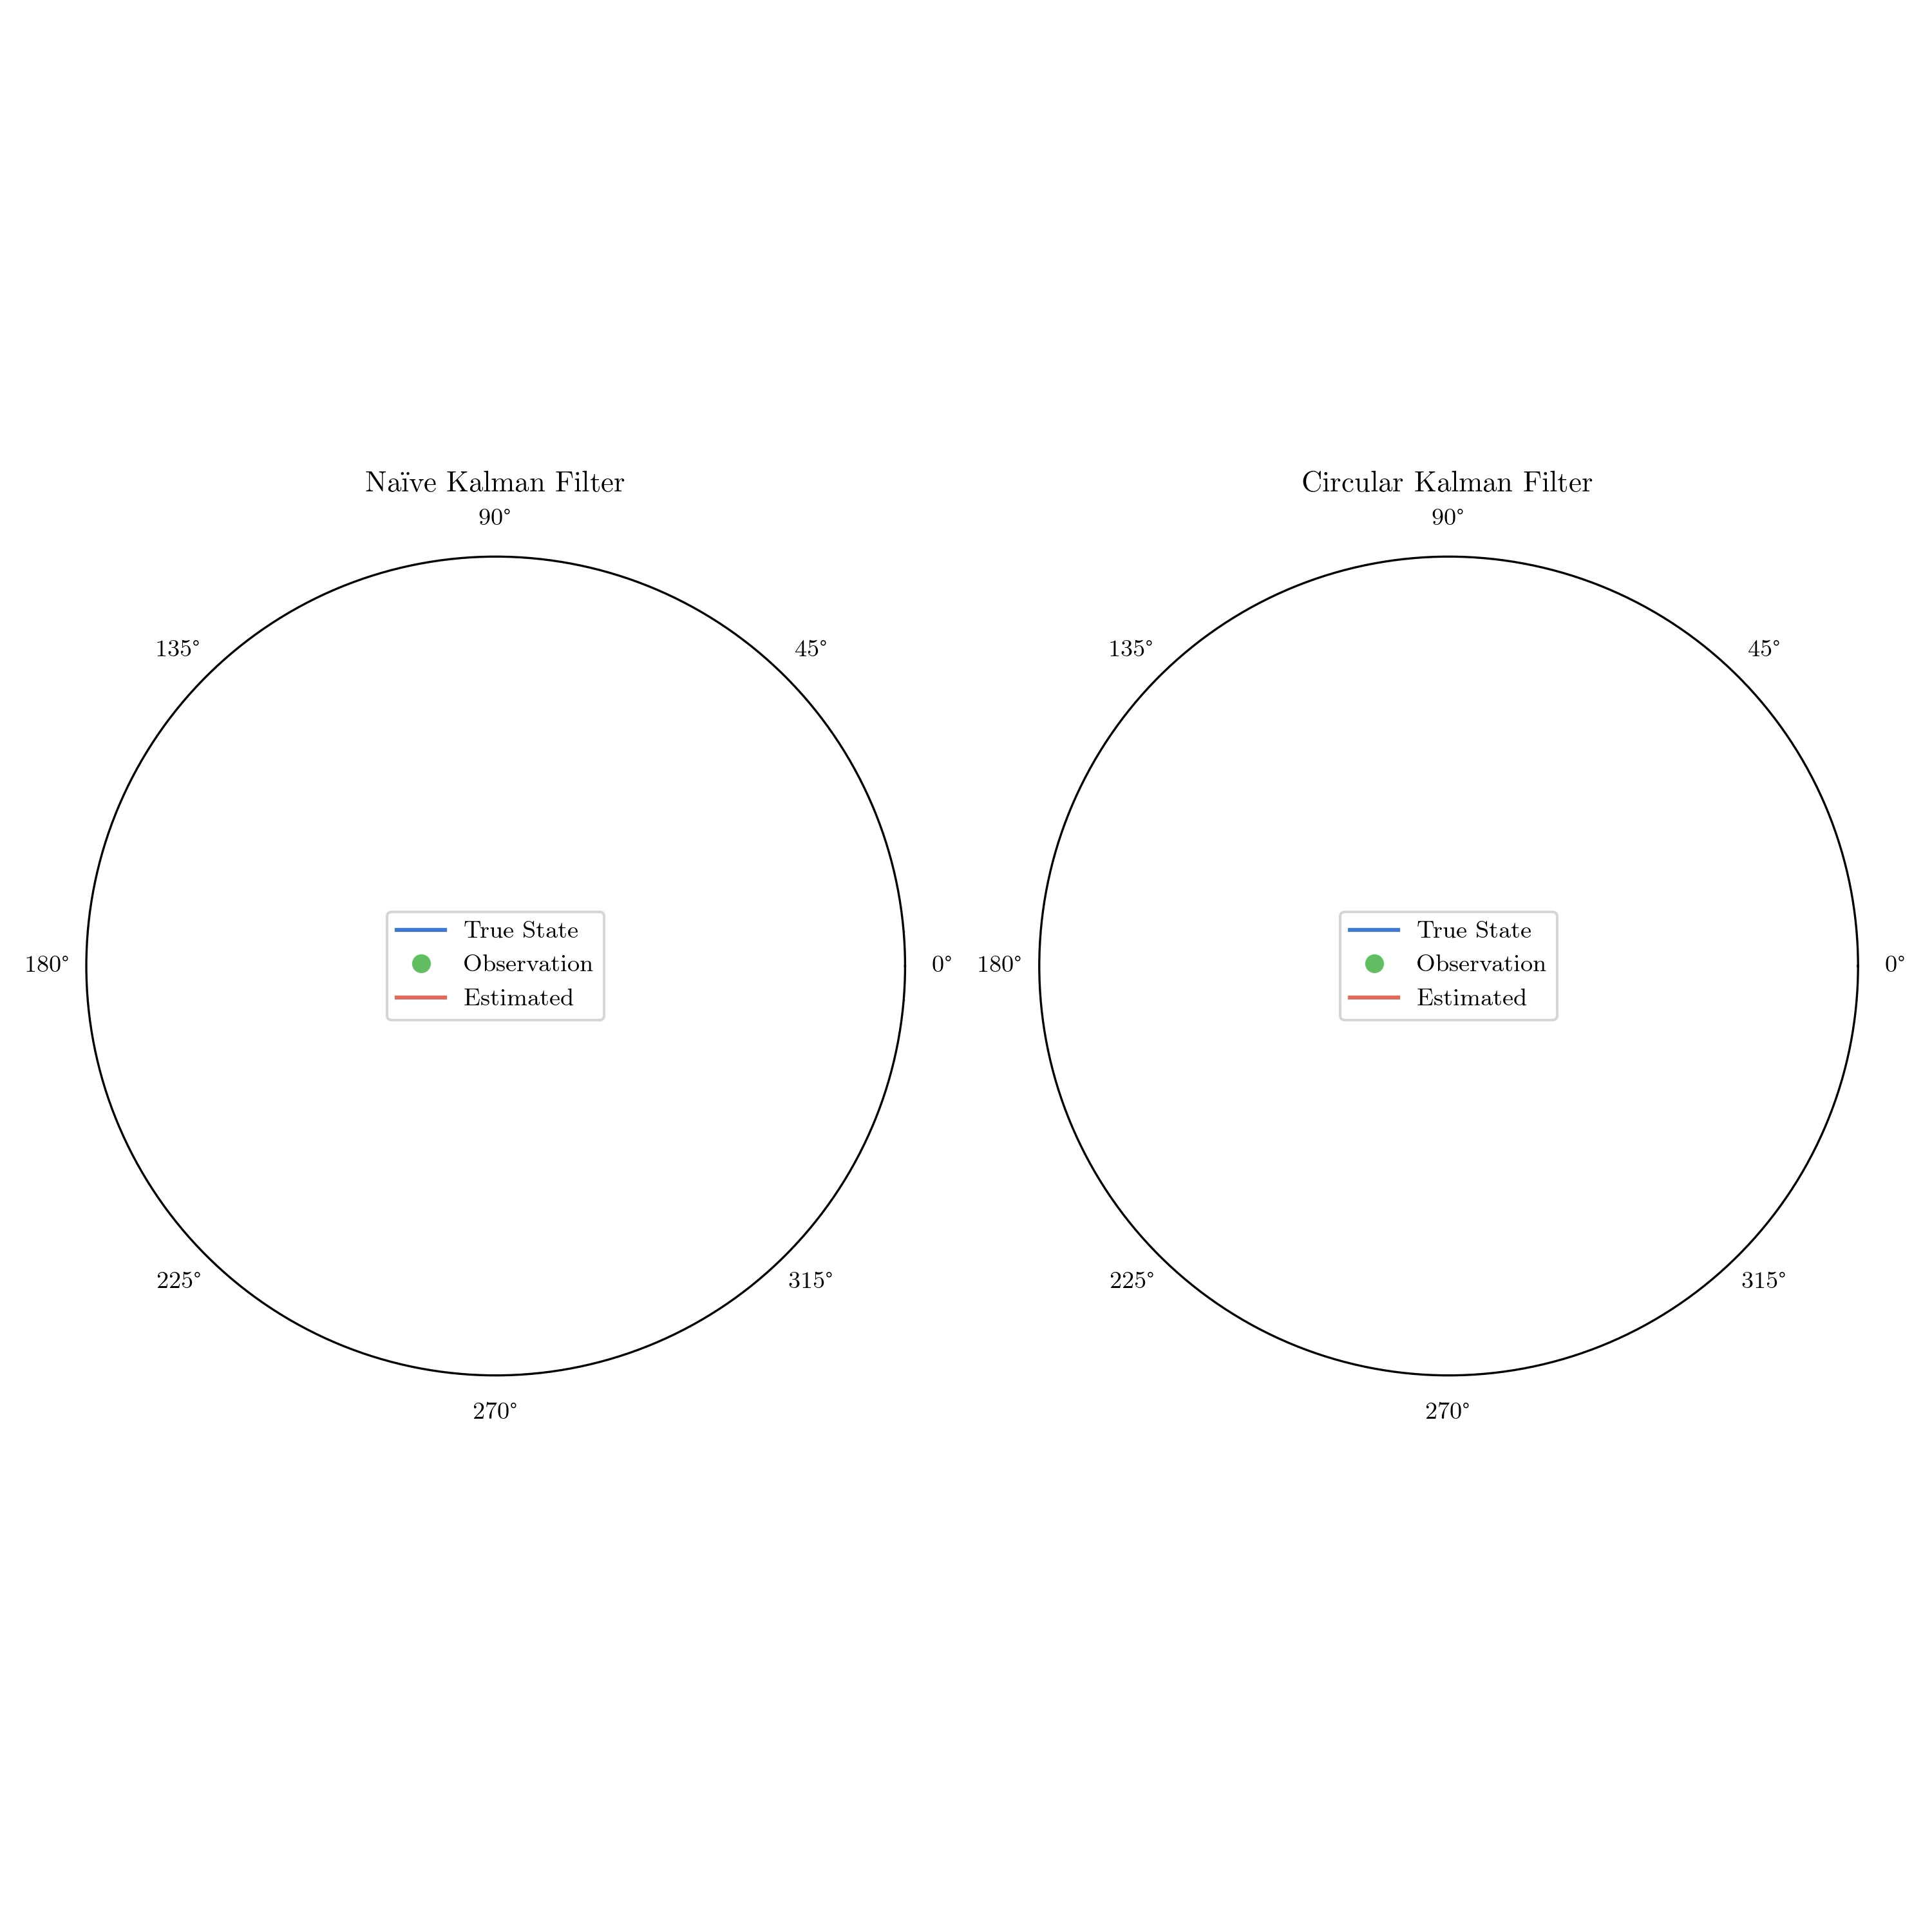 Naïve Kalman Filter
90°
135°
45°
180°
0°
225°
315°
270°
True State
Observation
Estimated
Circular Kalman Filter
90°
135°
45°
180°
0°
225°
315°
270°
True State
Observation
Estimated